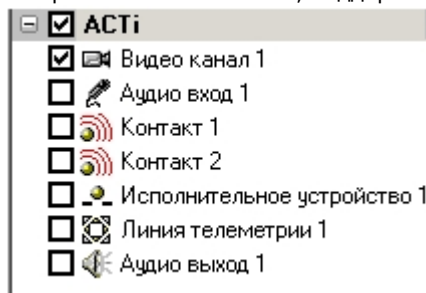 ACTi
Видео канал 1
Аудио вход 1
Контакт 1
Контакт 2
Исполнительное устройство 1
Линия телеметрии 1
Аудио выход 1